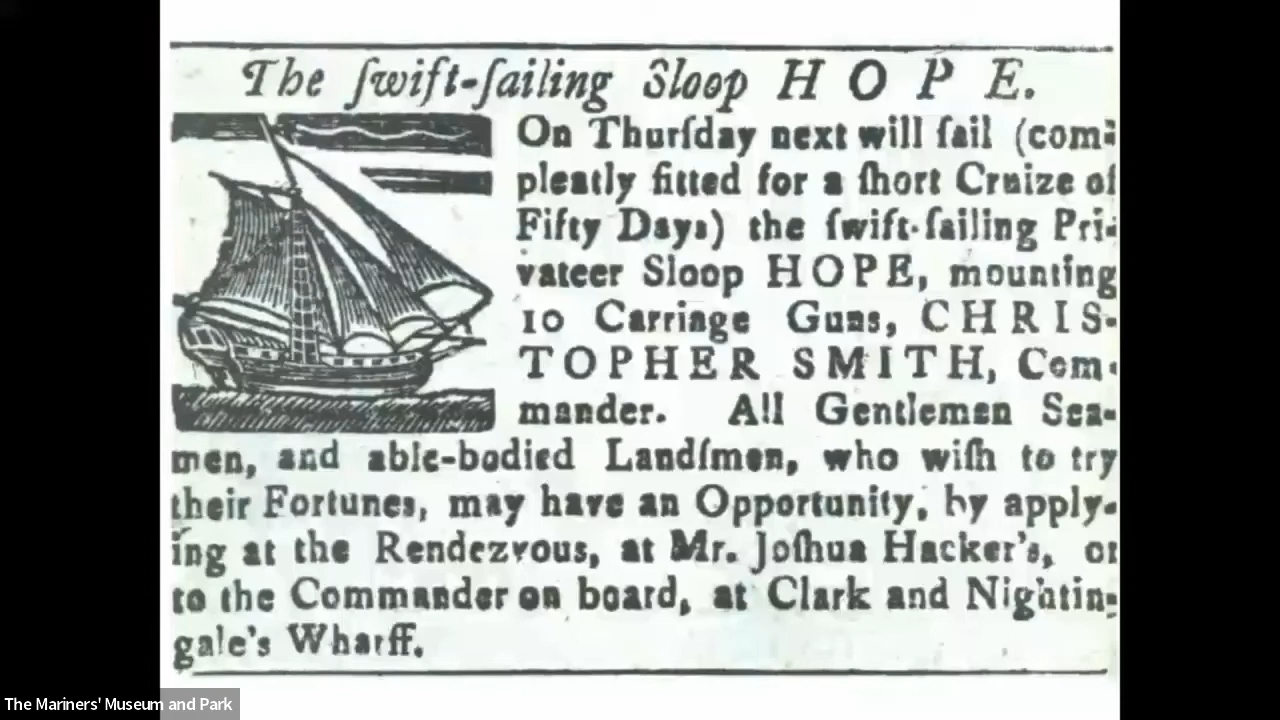 The ſwift-ſailing Sloop H O P E.
On Thurſday next will ſail (com-
pleatly fitted for a ſhort Cruize of
Fifty Days) the ſwift-ſailing Pri-
vateer Sloop HOPE, mounting
10 Carriage Guns, CHRIS-
TOPHER SMITH, Com-
mander. All Gentlemen Sea-
men, and able-bodied Landſmen, who wiſh to try
their Fortunes, may have an Opportunity, by apply-
ing at the Rendezvous, at Mr. Joſhua Hacker's, or
to the Commander on board, at Clark and Nightin-
gale's Wharff.
The Mariners' Museum and Park